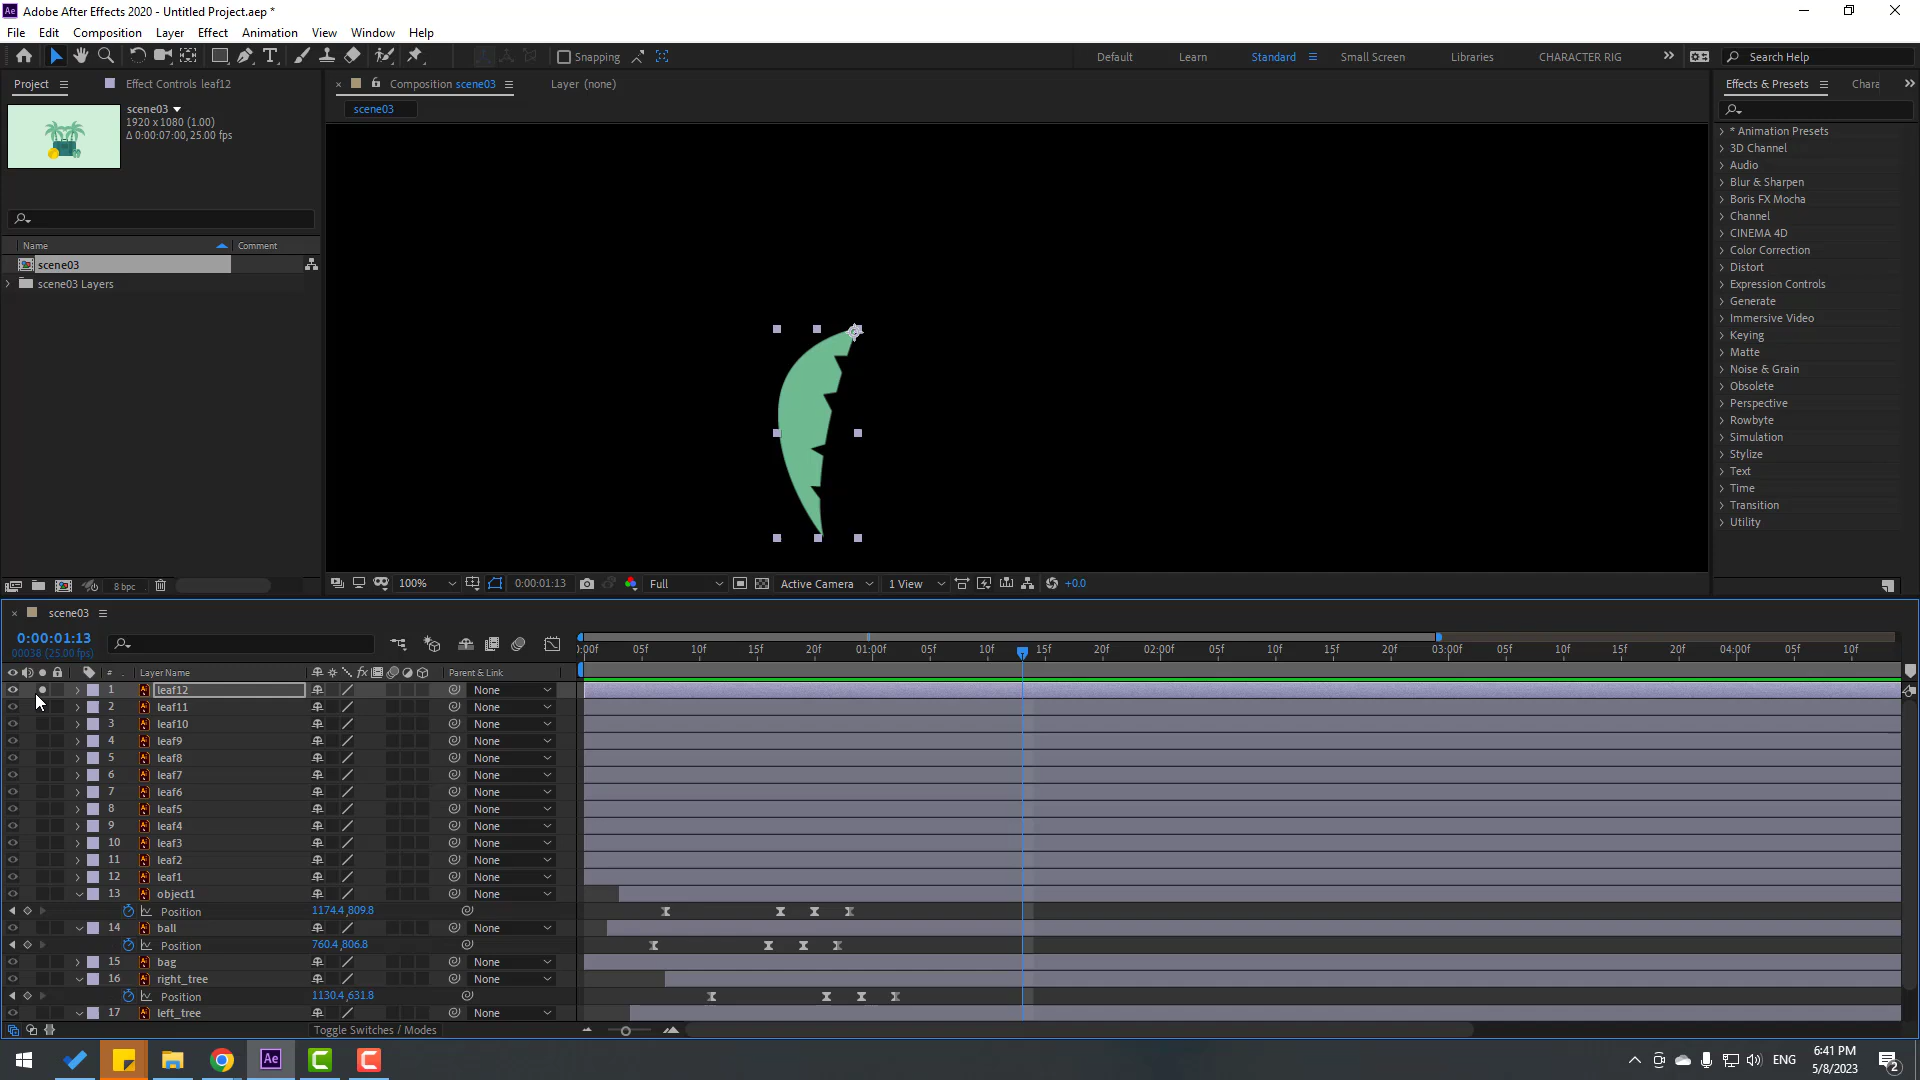 Adobe After Effects 2020 - Untitled Project.aep *
File Edit Composition Layer Effect Animation View Window Help
Snapping
Default Learn Standard Small Screen Libraries CHARACTER RIG
Search Help
Project
Effect Controls leaf12
Composition scene03
Layer (none)
Effects & Presets
Chara
scene03
scene03
1920 x 1080 (1.00)
Δ 0:00:07:00, 25.00 fps
Name Comment
scene03
scene03 Layers
* Animation Presets
3D Channel
Audio
Blur & Sharpen
Boris FX Mocha
Channel
CINEMA 4D
Color Correction
Distort
Expression Controls
Generate
Immersive Video
Keying
Matte
Noise & Grain
Obsolete
Perspective
Rowbyte
Simulation
Stylize
Text
Time
Transition
Utility
8 bpc
100% 0:00:01:13 Full Active Camera 1 View +0.0
scene03
0:00:01:13
00038 (25.00 fps)
:00f 05f 10f 15f 20f 01:00f 05f 10f 15f 20f 02:00f 05f 10f 15f 20f 03:00f 05f 10f 15f 20f 04:00f 05f 10f
# Layer Name fx Parent & Link
1 leaf12 None
2 leaf11 None
3 leaf10 None
4 leaf9 None
5 leaf8 None
6 leaf7 None
7 leaf6 None
8 leaf5 None
9 leaf4 None
10 leaf3 None
11 leaf2 None
12 leaf1 None
13 object1 None
Position 1174.4,809.8
14 ball None
Position 760.4,806.8
15 bag None
16 right_tree None
Position 1130.4,631.8
17 left_tree None
Toggle Switches / Modes
Ae
ENG
6:41 PM
5/8/2023
2